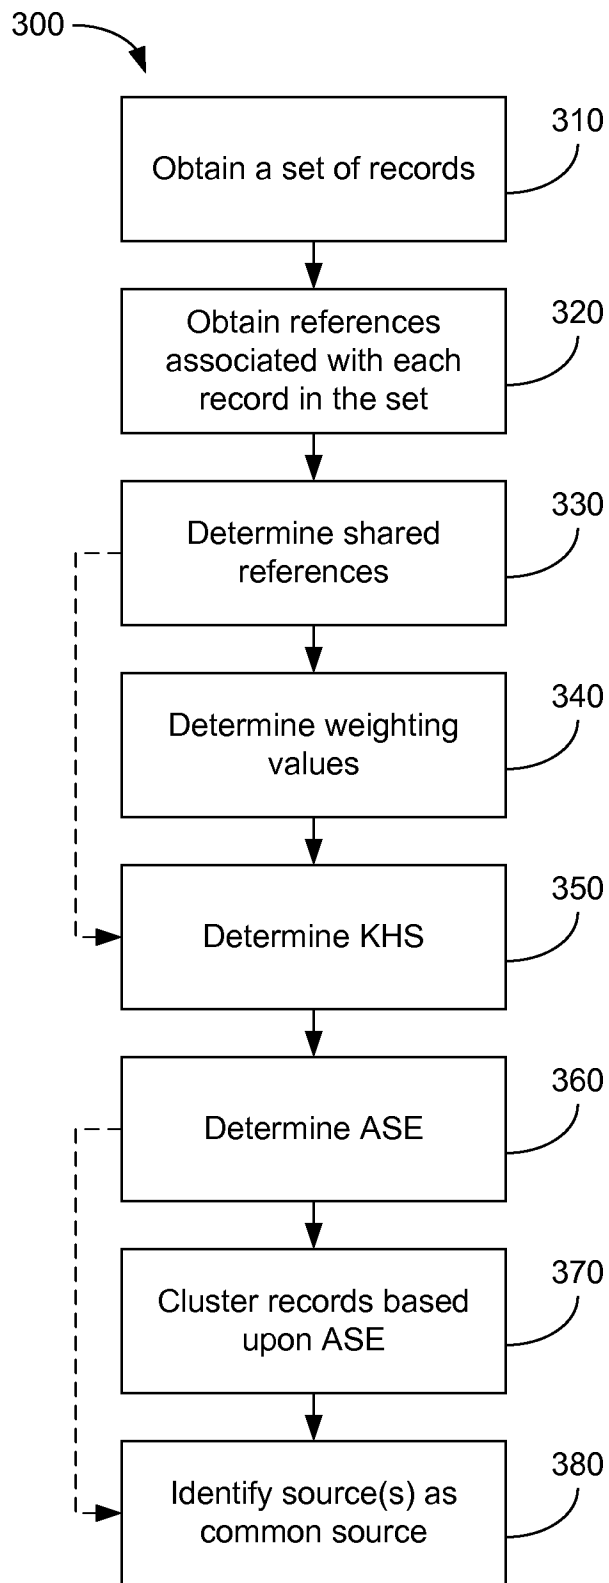 300
310
Obtain a set of records
320
Obtain references
associated with each
record in the set
330
Determine shared
references
340
Determine weighting
values
350
Determine KHS
360
Determine ASE
370
Cluster records based
upon ASE
380
Identify source(s) as
common source